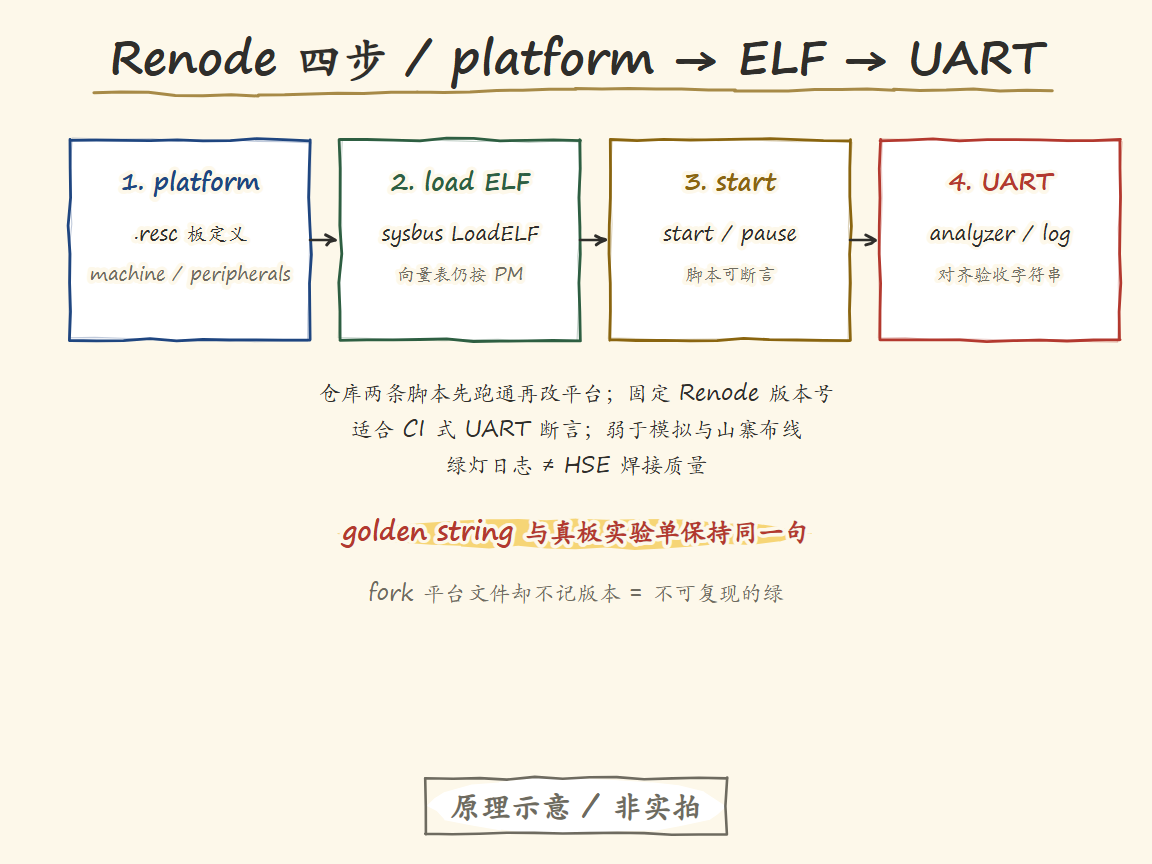 Renode 四步 / platform → ELF → UART
1. platform
.resc 板定义
machine / peripherals
2. load ELF
sysbus LoadELF
向量表仍按 PM
3. start
start / pause
脚本可断言
4. UART
analyzer / log
对齐验收字符串
仓库两条脚本先跑通再改平台；固定 Renode 版本号
适合 CI 式 UART 断言；弱于模拟与山寨布线
绿灯日志 ≠ HSE 焊接质量
golden string 与真板实验单保持同一句
fork 平台文件却不记版本 = 不可复现的绿
原理示意 / 非实拍